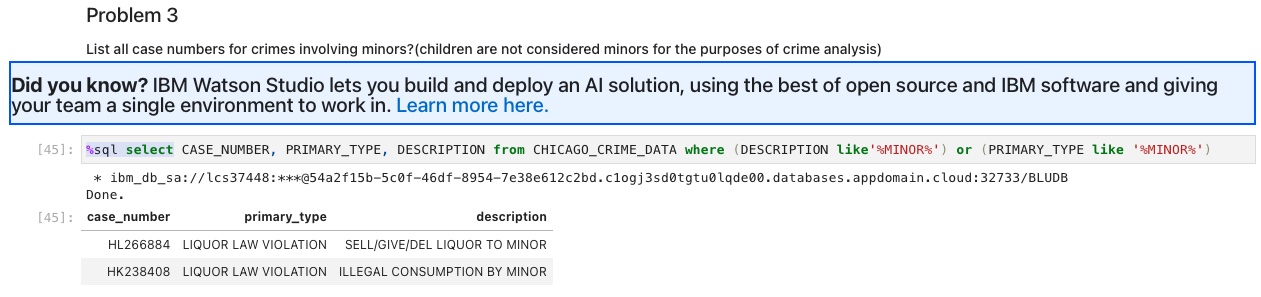 Problem 3
List all case numbers for crimes involving minors?(children are not considered minors for the purposes of crime analysis)
Did you know? IBM Watson Studio lets you build and deploy an AI solution, using the best of open source and IBM software and giving
your team a single environment to work in. Learn more here.
[45]: %sql select CASE_NUMBER, PRIMARY_TYPE, DESCRIPTION from CHICAGO_CRIME_DATA where (DESCRIPTION like'%MINOR%') or (PRIMARY_TYPE like '%MINOR%')
* ibm_db_sa://lcs37448:***@54a2f15b-5c0f-46df-8954-7e38e612c2bd.c1ogj3sd0tgtu0lqde00.databases.appdomain.cloud:32733/BLUDB
Done.
[45]: case_number primary_type description
HL266884 LIQUOR LAW VIOLATION SELL/GIVE/DEL LIQUOR TO MINOR
HK238408 LIQUOR LAW VIOLATION ILLEGAL CONSUMPTION BY MINOR